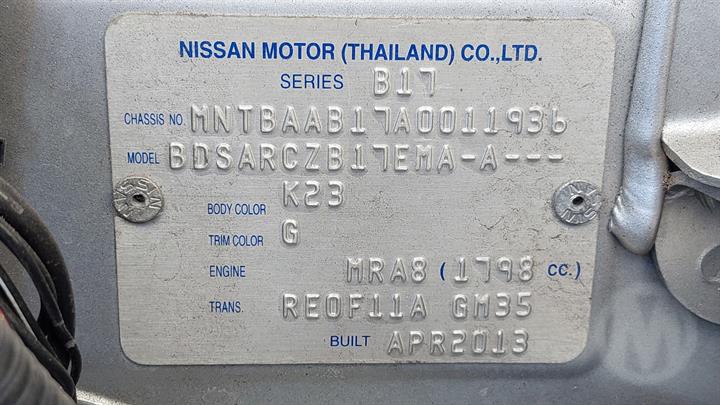 NISSAN MOTOR (THAILAND) CO.,LTD.
SERIES B17
CHASSIS NO. MNTBAAB17A0011936
MODEL BDSARCZB17EMA-A---
BODY COLOR K23
TRIM COLOR G
ENGINE MRA8 (1798 CC.)
TRANS. RE0F11A GM35
BUILT APR2013